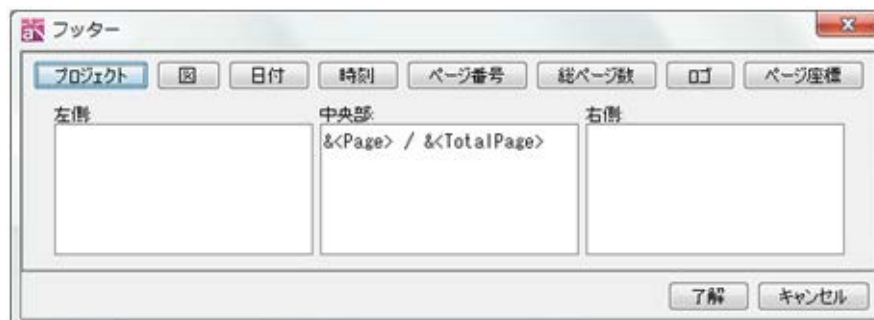 フッター
プロジェクト 図 日付 時刻 ページ番号 総ページ数 ロゴ ページ座標
左側: 中央部: 右側:
&<Page> / &<TotalPage>
了解 キャンセル